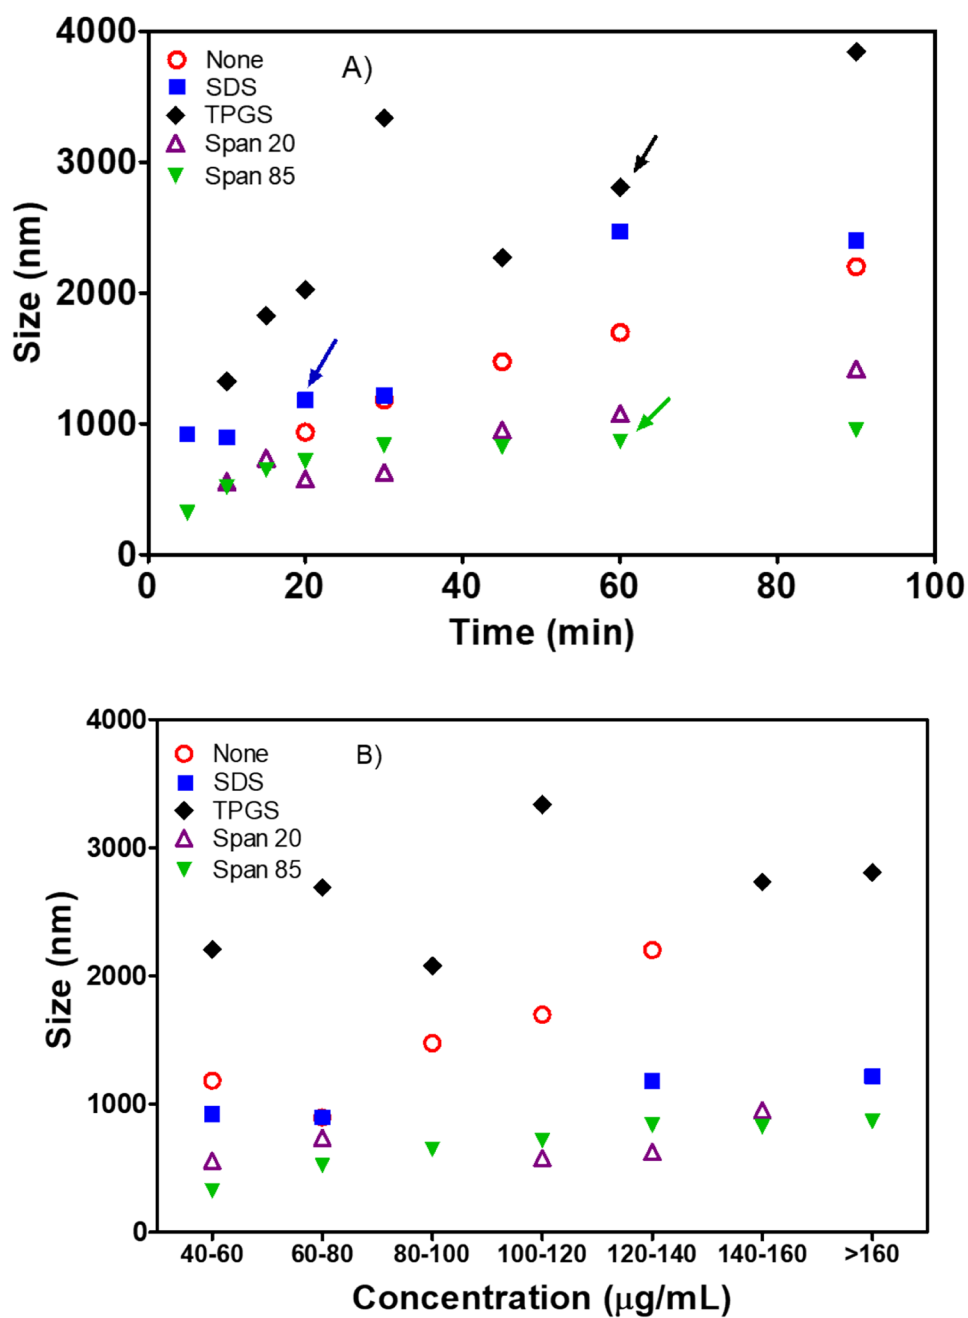 4000
3000
2000
1000
0
Size (nm)
None
SDS
TPGS
Span 20
Span 85
A)
0
20
40
60
80
100
Time (min)
4000
3000
2000
1000
0
Size (nm)
None
SDS
TPGS
Span 20
Span 85
B)
40-60
60-80
80-100
100-120
120-140
140-160
>160
Concentration (μg/mL)